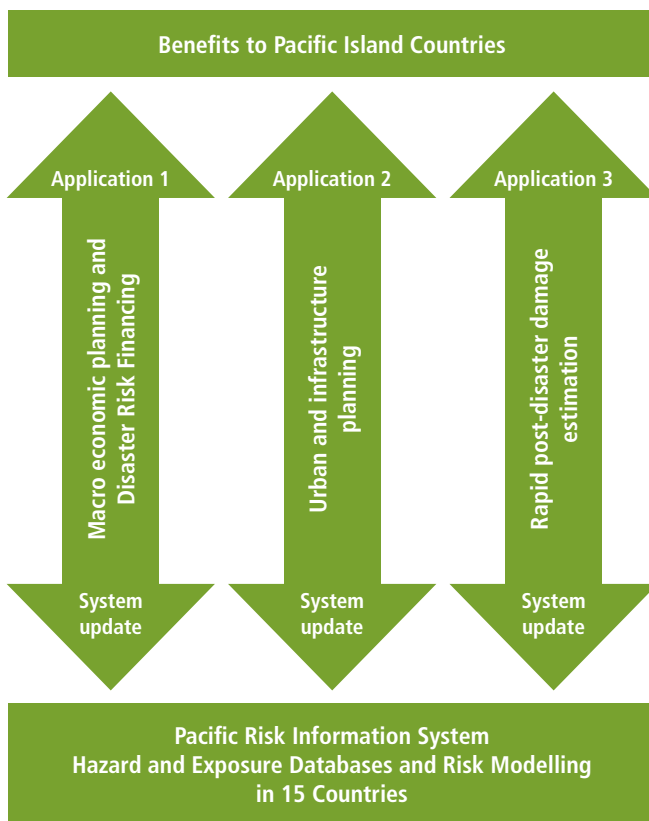 Benefits to Pacific Island Countries
Application 1
Macro economic planning and
Disaster Risk Financing
System
update
Application 2
Urban and infrastructure
planning
System
update
Application 3
Rapid post-disaster damage
estimation
System
update
Pacific Risk Information System
Hazard and Exposure Databases and Risk Modelling
in 15 Countries